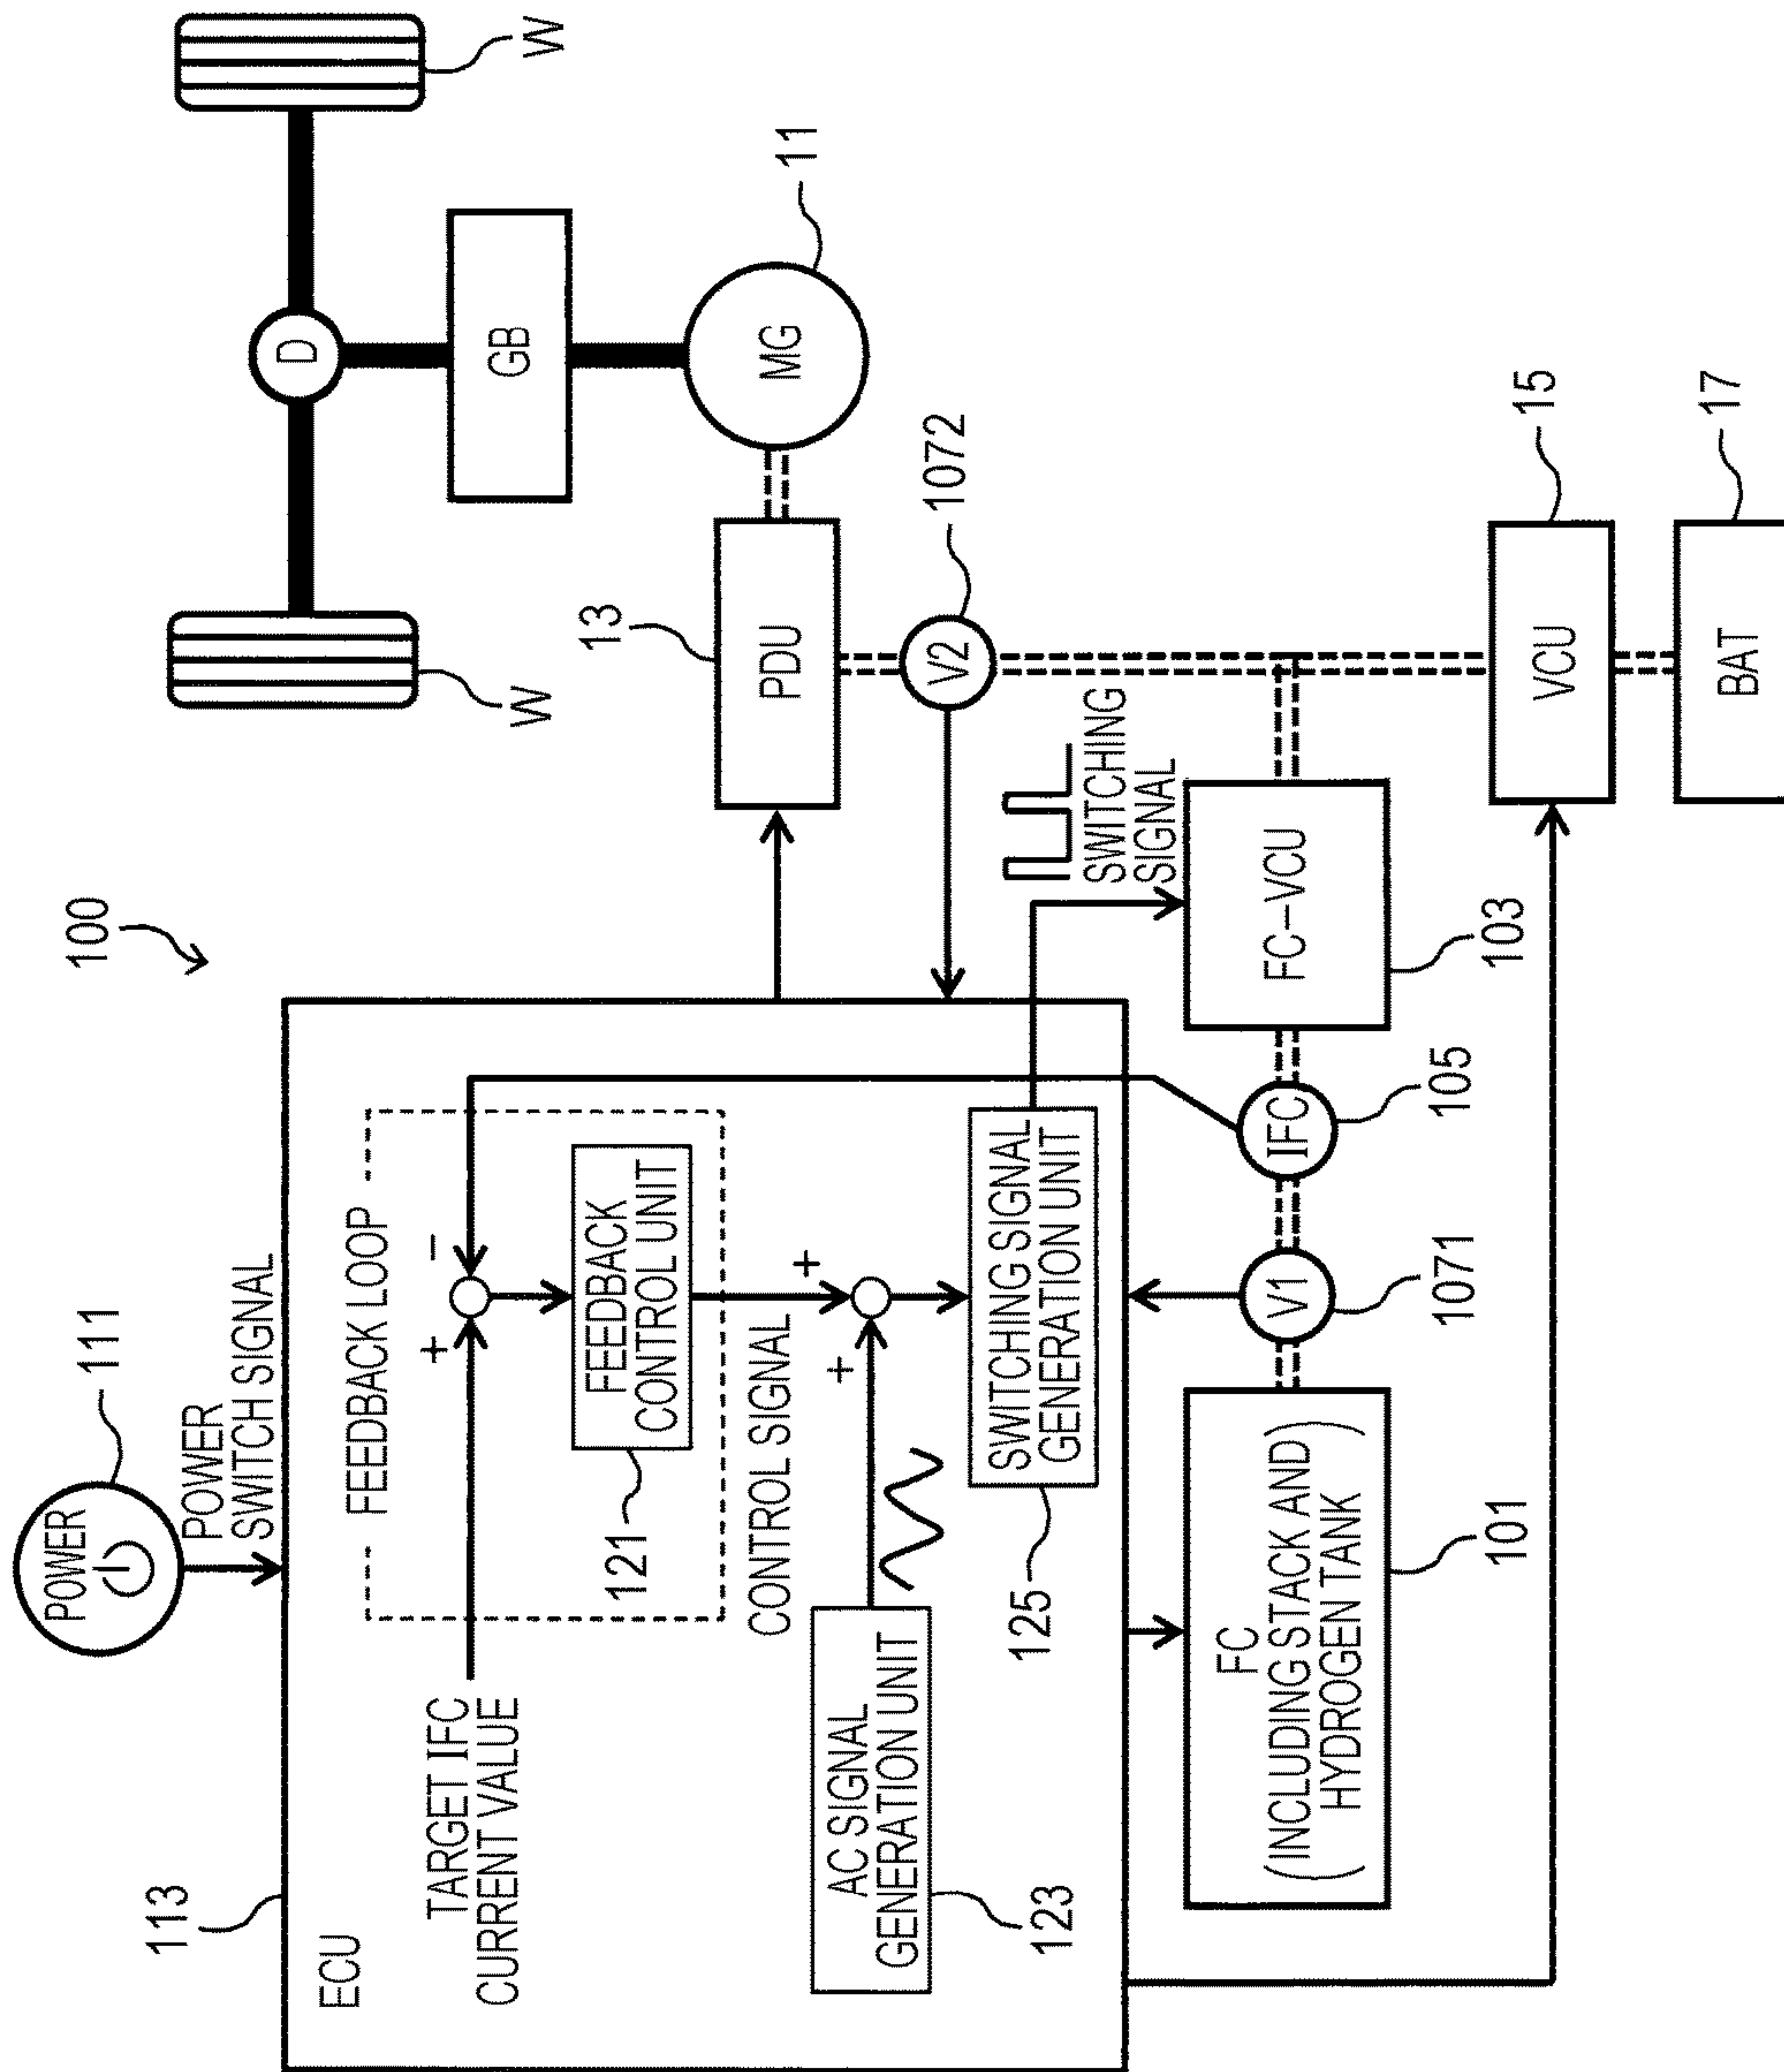 100
POWER
111
POWER
SWITCH SIGNAL
113
ECU
FEEDBACK LOOP
TARGET IFC
CURRENT VALUE
+
−
FEEDBACK
CONTROL UNIT
121
CONTROL SIGNAL
+
+
AC SIGNAL
GENERATION UNIT
123
SWITCHING SIGNAL
GENERATION UNIT
125
SWITCHING
SIGNAL
FC
(INCLUDING STACK AND
HYDROGEN TANK)
101
V1
1071
IFC
105
FC-VCU
103
V2
1072
PDU
13
MG
11
GB
D
W
W
VCU
15
BAT
17